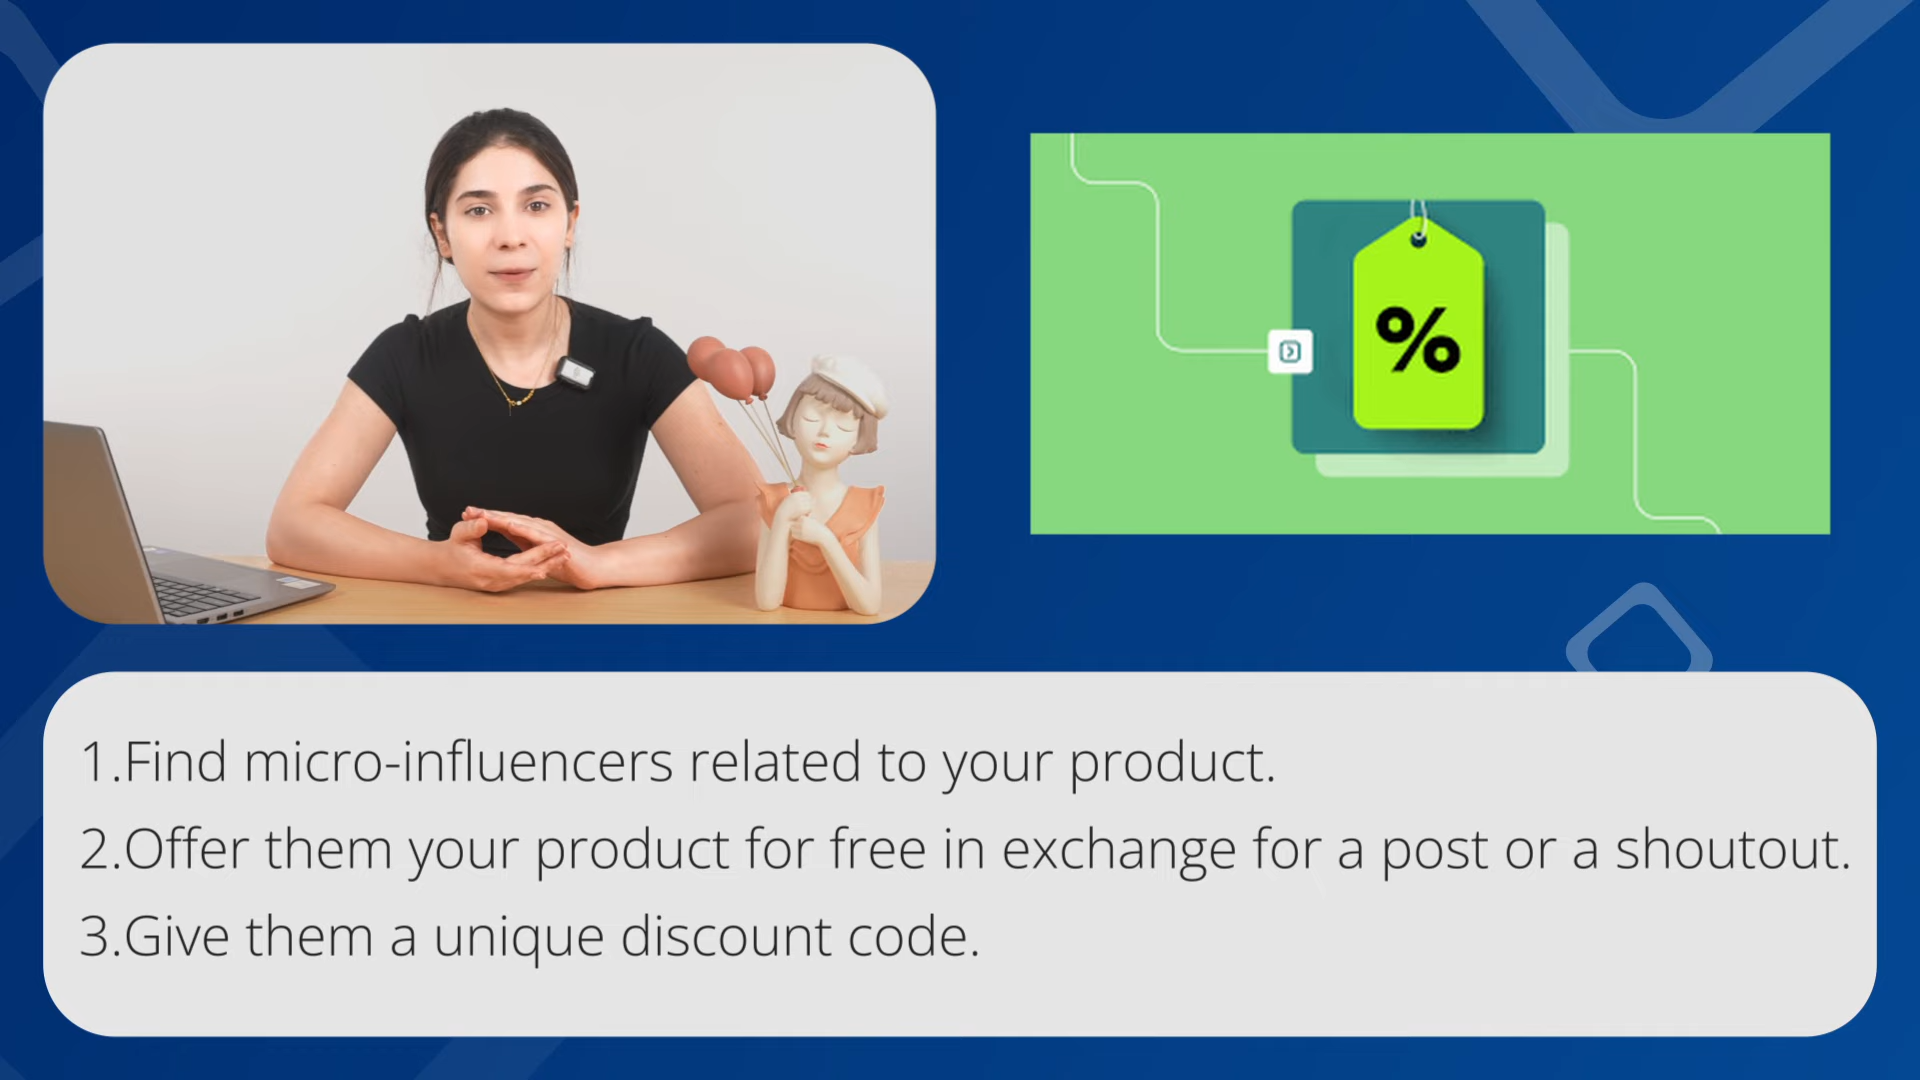 %
1.Find micro-influencers related to your product.
2.Offer them your product for free in exchange for a post or a shoutout.
3.Give them a unique discount code.